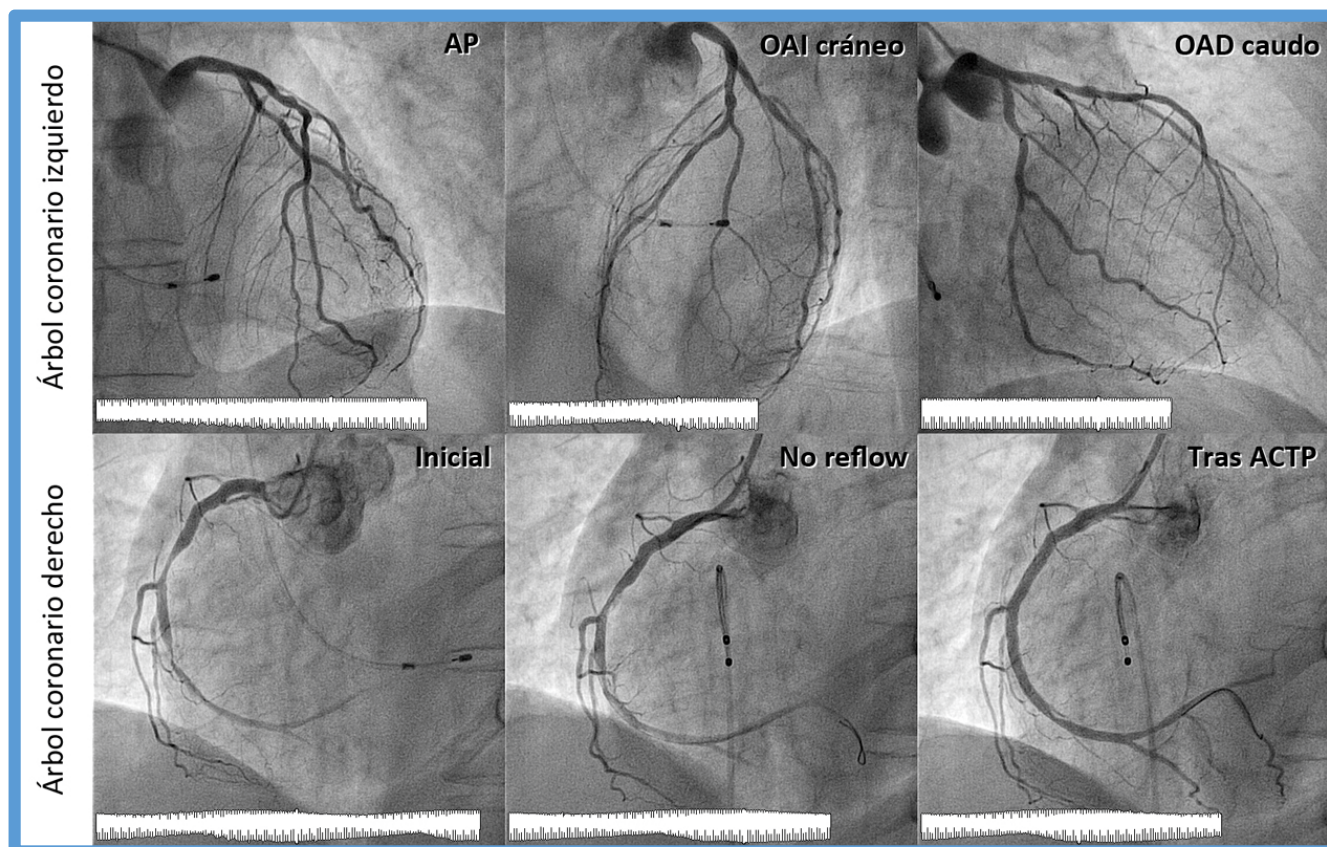 Árbol coronario izquierdo
AP
OAI cráneo
OAD caudo
Árbol coronario derecho
Inicial
No reflow
Tras ACTP